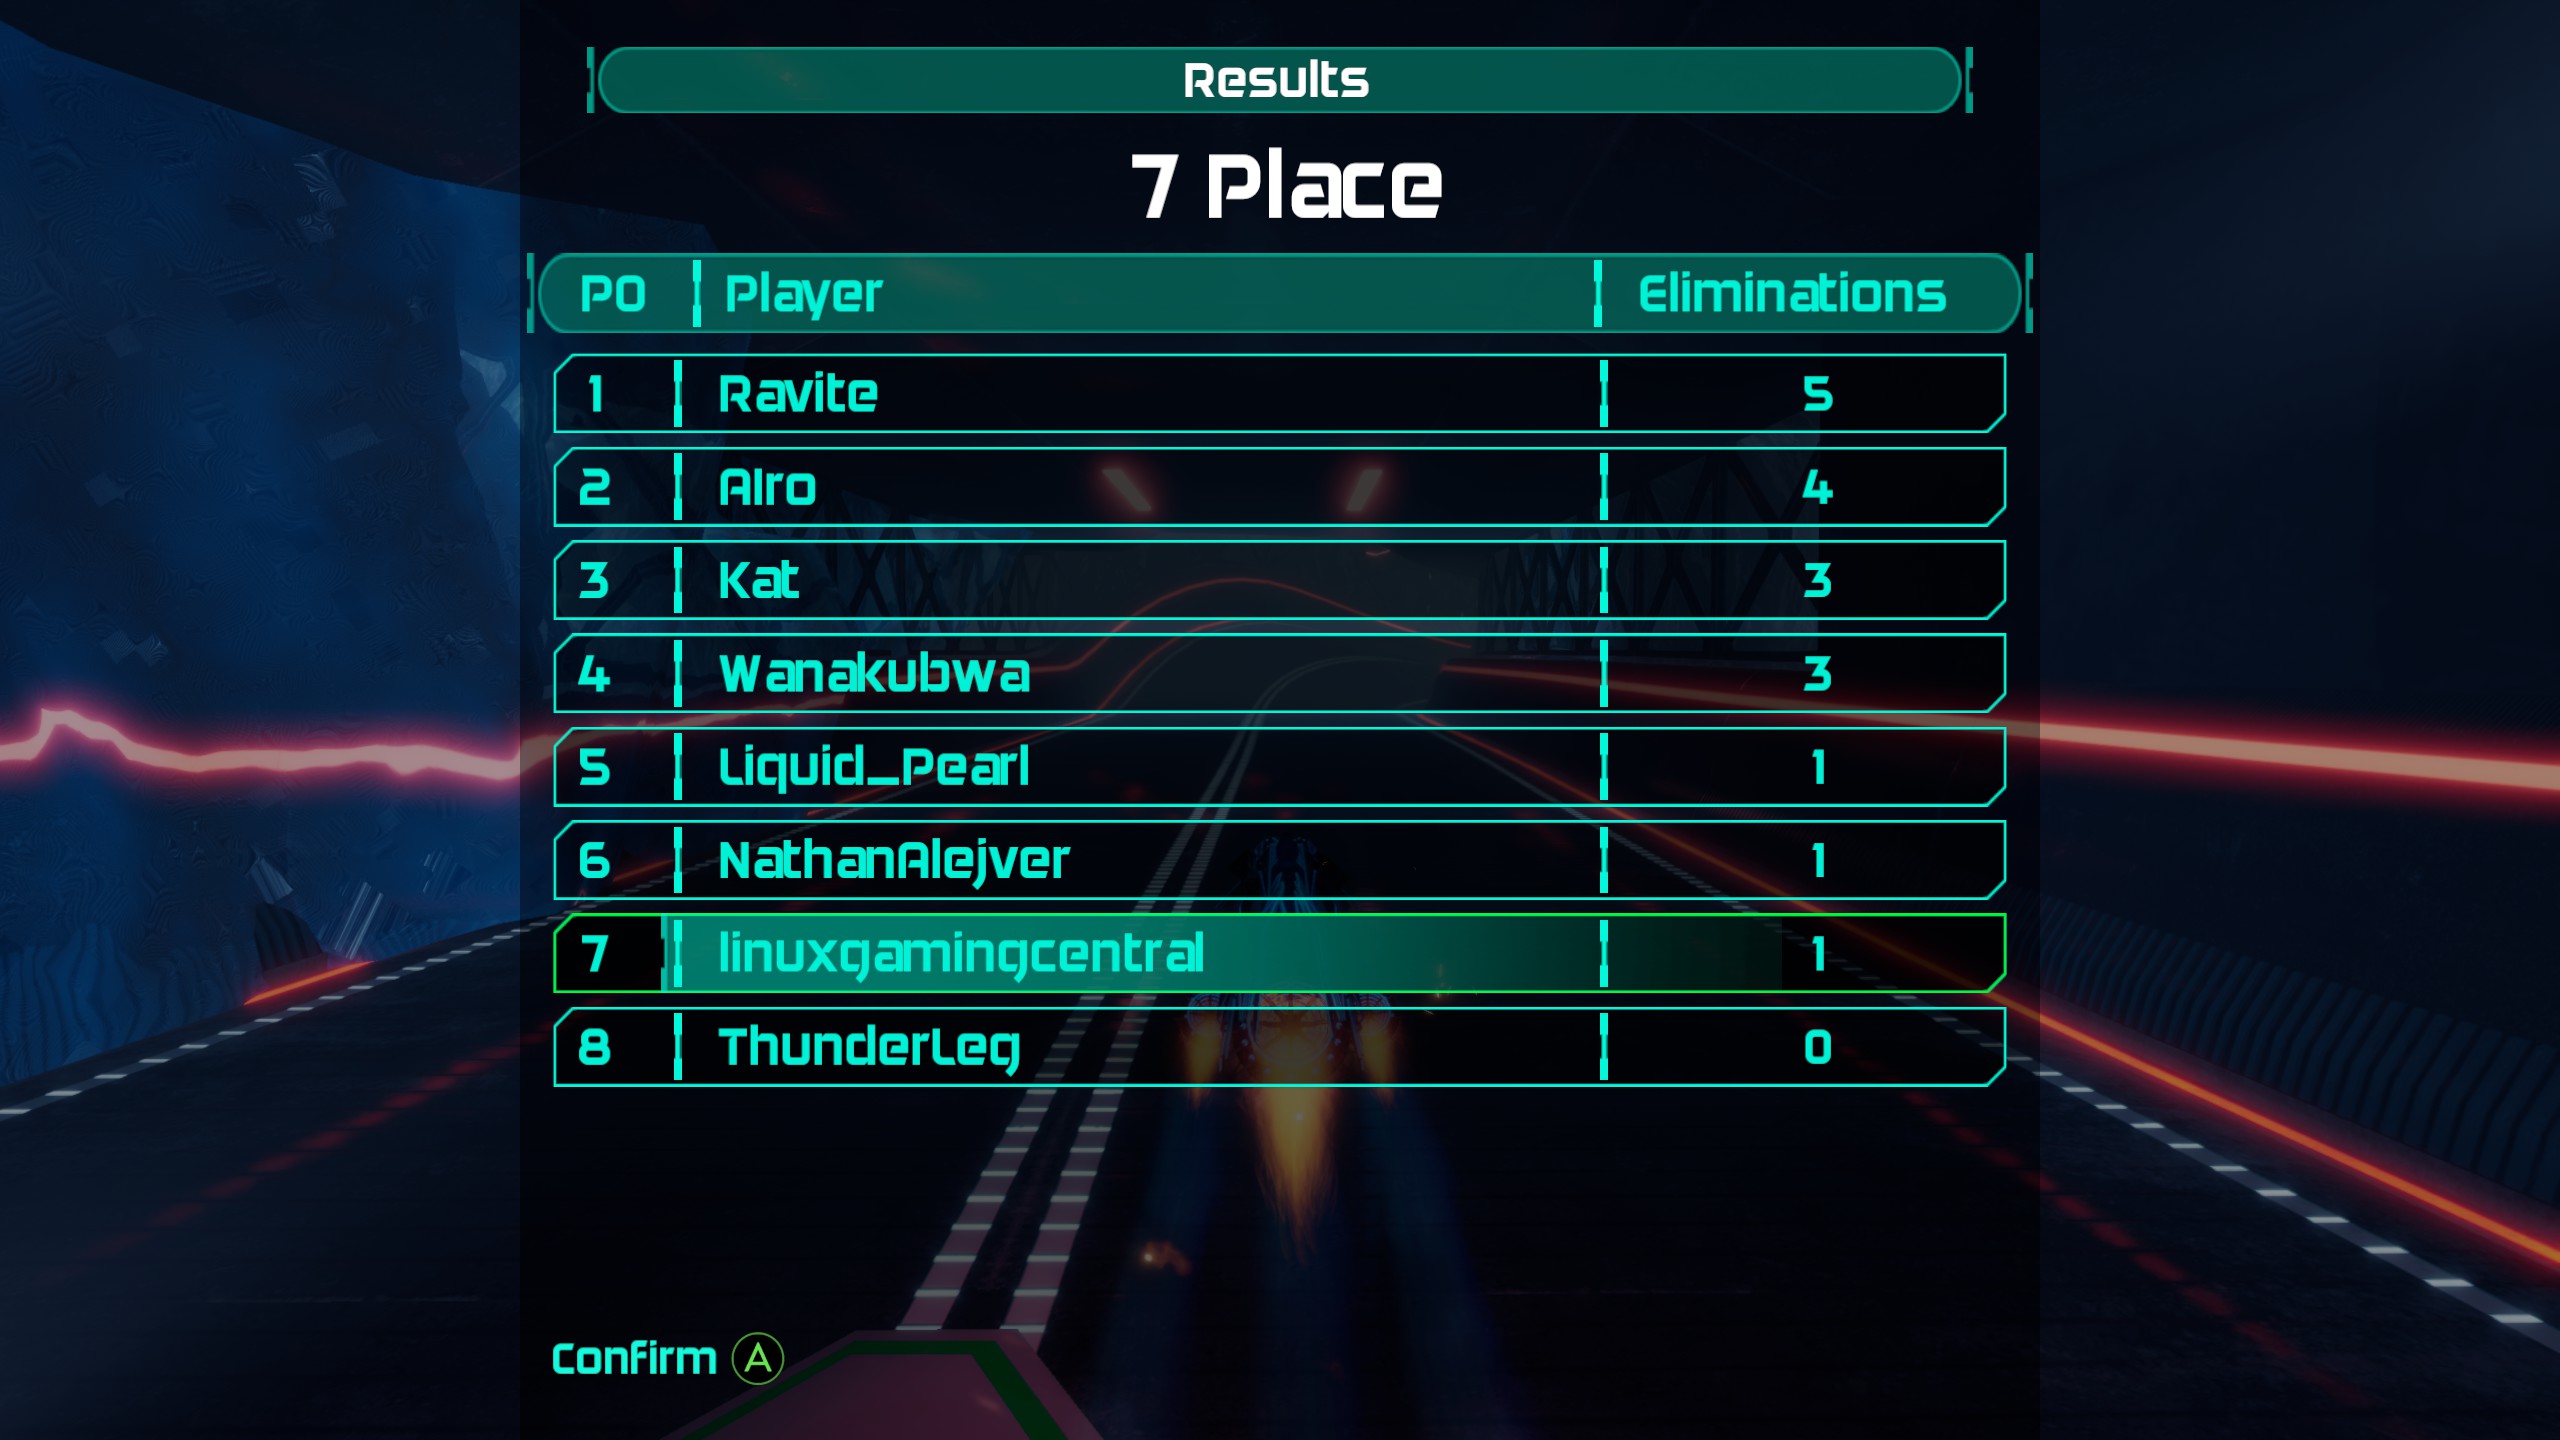 Results
7 Place
PO Player Eliminations
1 Ravite 5
2 AIro 4
3 Kat 3
4 Wanakubwa 3
5 Liquid_Pearl 1
6 NathanAlejver 1
7 linuxgamingcentral 1
8 ThunderLeg 0
Confirm A